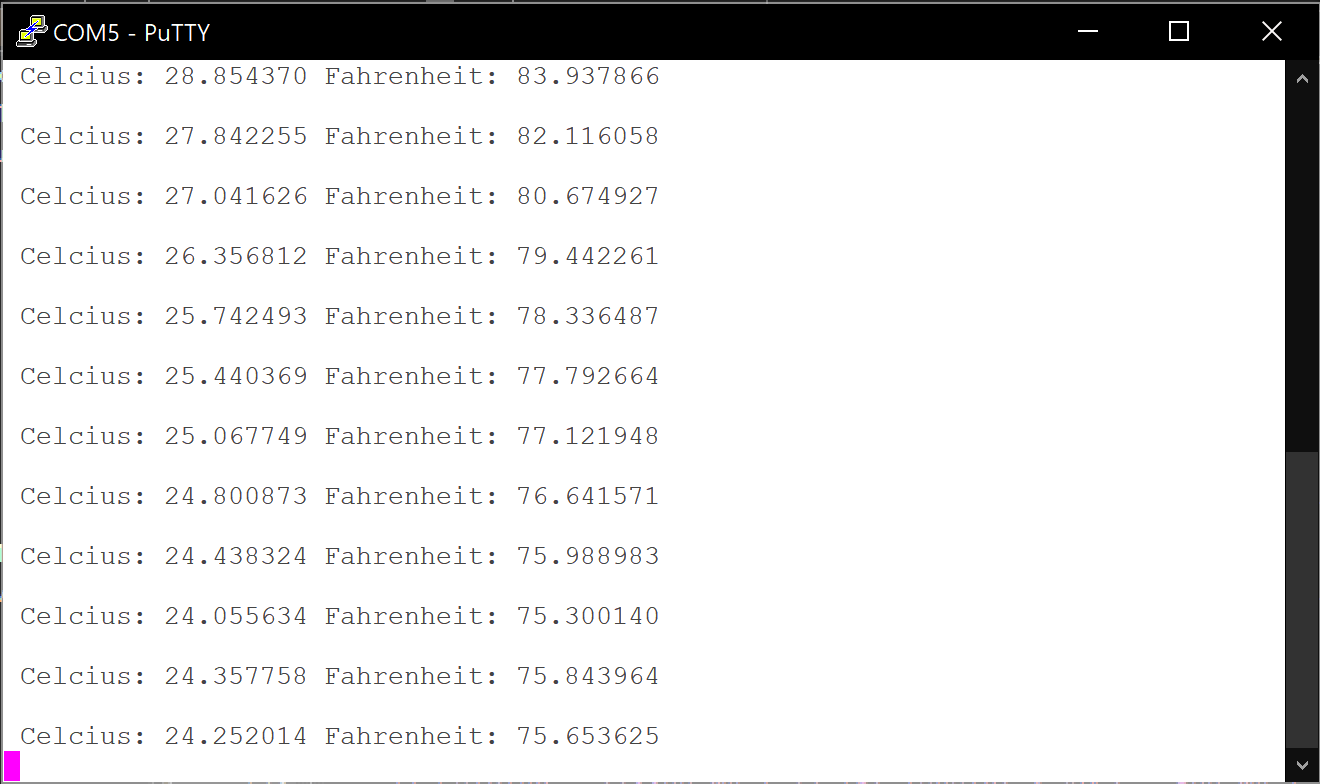 COM5 - PuTTY
Celcius: 28.854370 Fahrenheit: 83.937866
Celcius: 27.842255 Fahrenheit: 82.116058
Celcius: 27.041626 Fahrenheit: 80.674927
Celcius: 26.356812 Fahrenheit: 79.442261
Celcius: 25.742493 Fahrenheit: 78.336487
Celcius: 25.440369 Fahrenheit: 77.792664
Celcius: 25.067749 Fahrenheit: 77.121948
Celcius: 24.800873 Fahrenheit: 76.641571
Celcius: 24.438324 Fahrenheit: 75.988983
Celcius: 24.055634 Fahrenheit: 75.300140
Celcius: 24.357758 Fahrenheit: 75.843964
Celcius: 24.252014 Fahrenheit: 75.653625